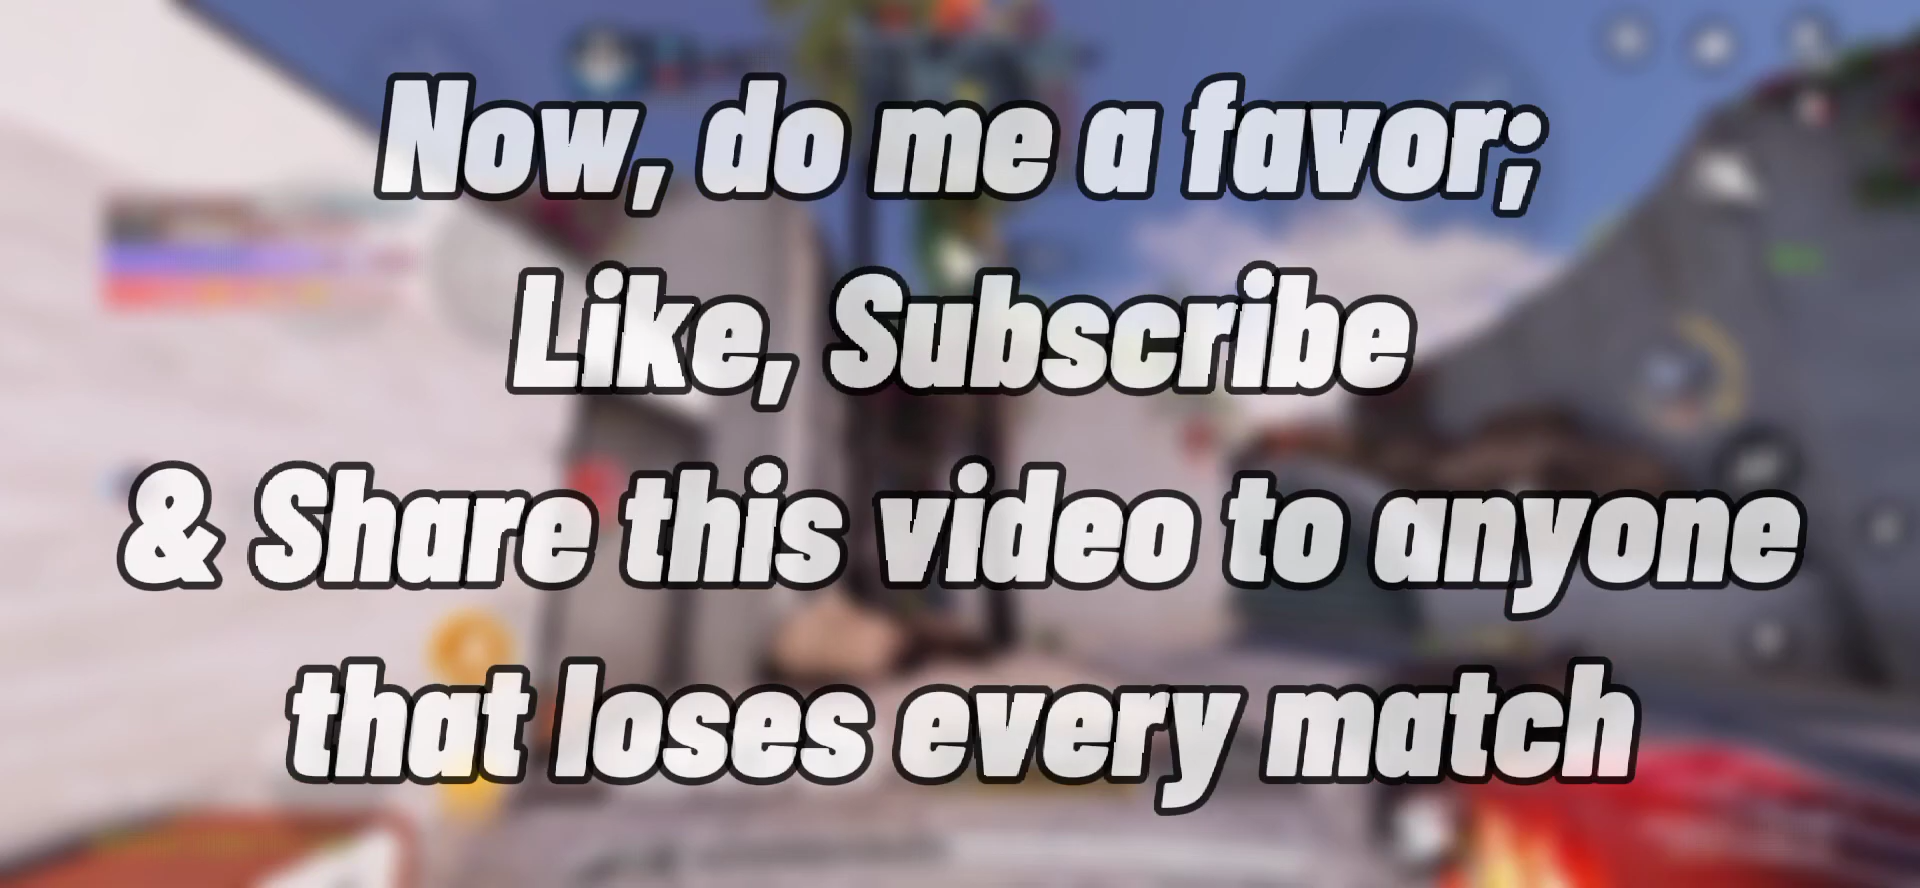 Now, do me a favor;
Like, Subscribe
& Share this video to anyone
that loses every match